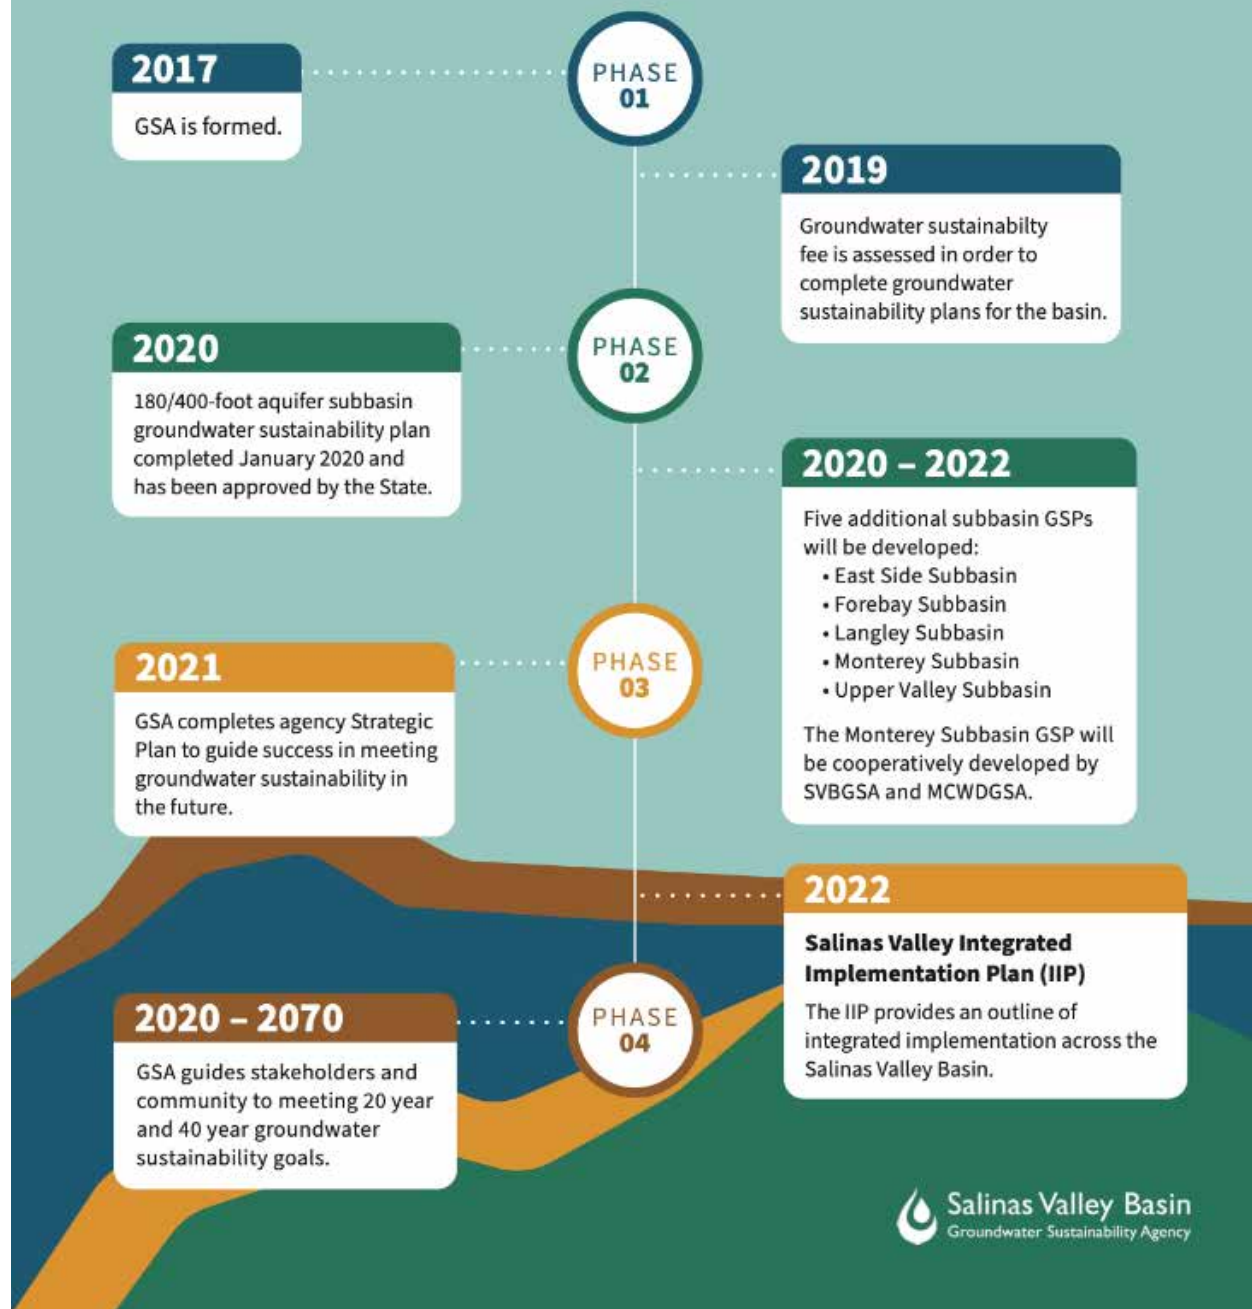 PHASE
01
2017
GSA is formed.
2019
Groundwater sustainabilty
fee is assessed in order to
complete groundwater
sustainability plans for the basin.
PHASE
02
2020
180/400-foot aquifer subbasin
groundwater sustainability plan
completed January 2020 and
has been approved by the State.
2020 – 2022
Five additional subbasin GSPs
will be developed:
• East Side Subbasin
• Forebay Subbasin
• Langley Subbasin
• Monterey Subbasin
• Upper Valley Subbasin
The Monterey Subbasin GSP will
be cooperatively developed by
SVBGSA and MCWDGSA.
PHASE
03
2021
GSA completes agency Strategic
Plan to guide success in meeting
groundwater sustainability in
the future.
2022
Salinas Valley Integrated
Implementation Plan (IIP)
The IIP provides an outline of
integrated implementation across the
Salinas Valley Basin.
PHASE
04
2020 – 2070
GSA guides stakeholders and
community to meeting 20 year
and 40 year groundwater
sustainability goals.
Salinas Valley Basin
Groundwater Sustainability Agency